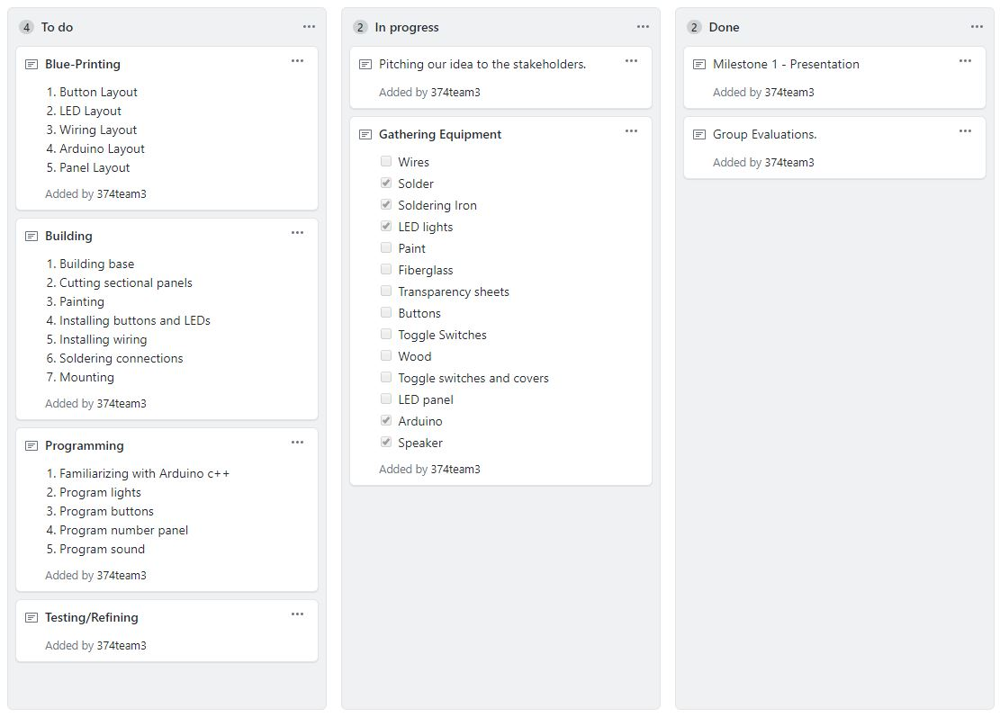 4 To do
Blue-Printing
1. Button Layout
2. LED Layout
3. Wiring Layout
4. Arduino Layout
5. Panel Layout
Added by 374team3
Building
1. Building base
2. Cutting sectional panels
3. Painting
4. Installing buttons and LEDs
5. Installing wiring
6. Soldering connections
7. Mounting
Added by 374team3
Programming
1. Familiarizing with Arduino c++
2. Program lights
3. Program buttons
4. Program number panel
5. Program sound
Added by 374team3
Testing/Refining
Added by 374team3
2 In progress
Pitching our idea to the stakeholders.
Added by 374team3
Gathering Equipment
Wires
Solder
Soldering Iron
LED lights
Paint
Fiberglass
Transparency sheets
Buttons
Toggle Switches
Wood
Toggle switches and covers
LED panel
Arduino
Speaker
Added by 374team3
2 Done
Milestone 1 - Presentation
Added by 374team3
Group Evaluations.
Added by 374team3